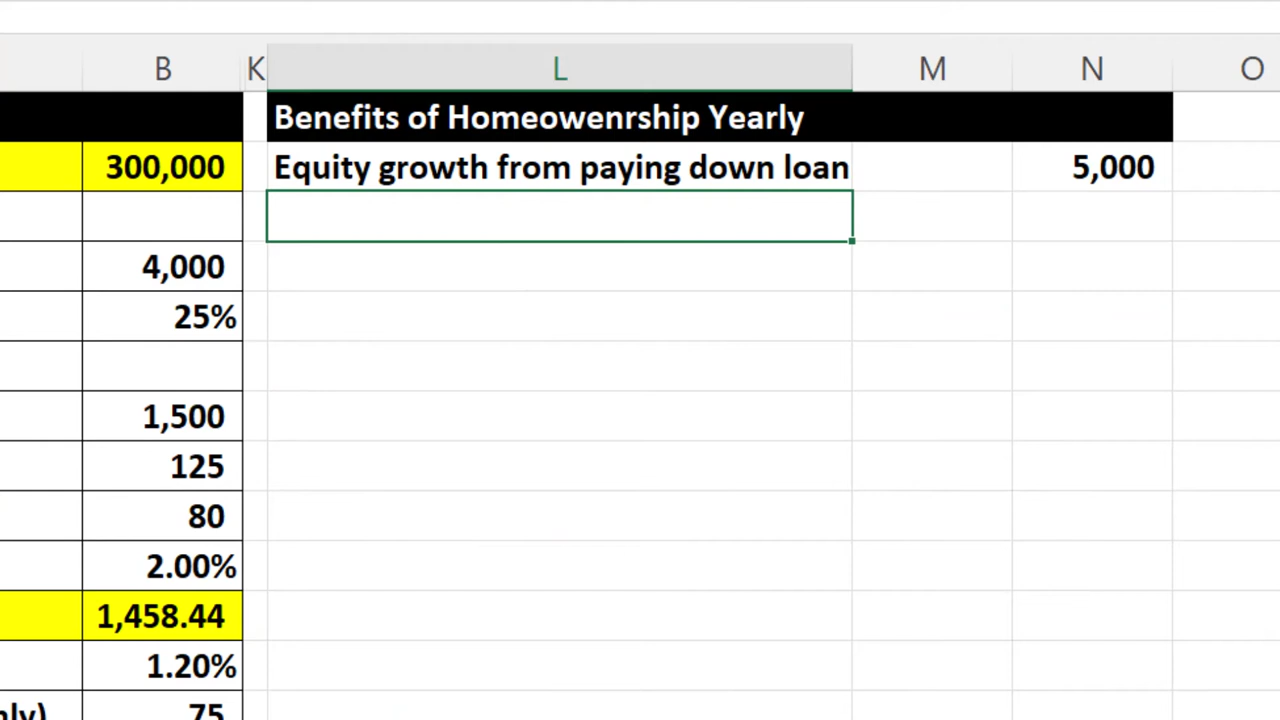 B K L M N O
Benefits of Homeowenrship Yearly
300,000 Equity growth from paying down loan 5,000
4,000
25%
1,500
125
80
2.00%
1,458.44
1.20%
nly) 75